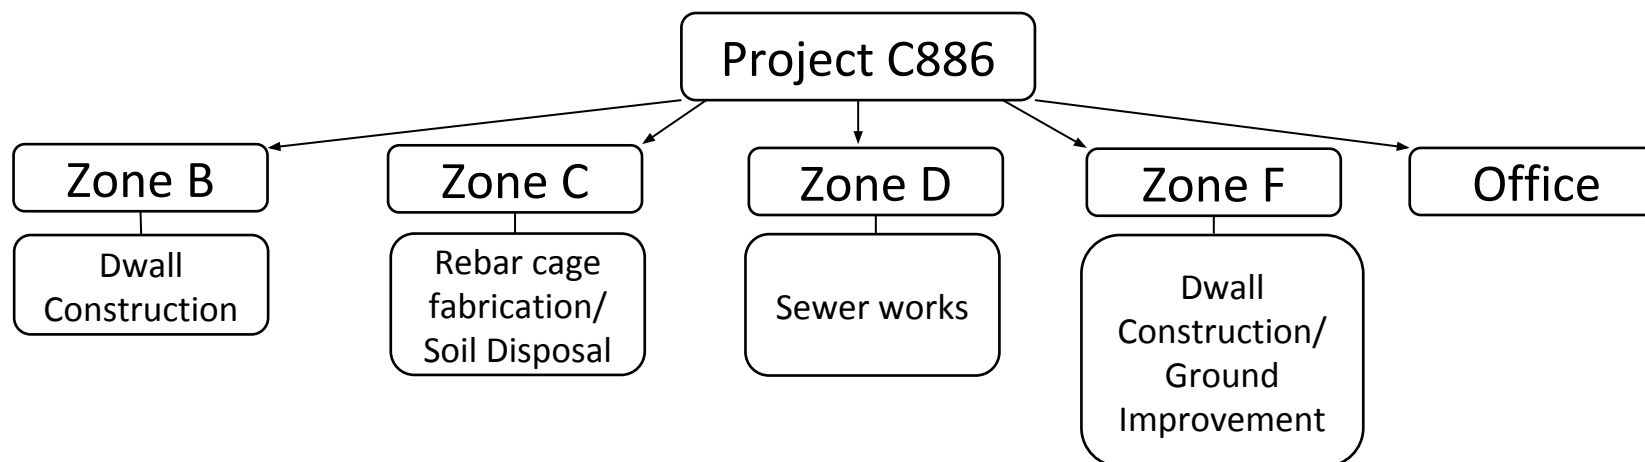 Project C886
Zone B
Zone C
Zone D
Zone F
Office
Dwall
Construction
Rebar cage
fabrication/
Soil Disposal
Sewer works
Dwall
Construction/
Ground
Improvement